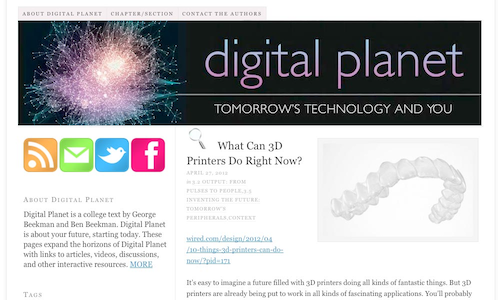 ABOUT DIGITAL PLANET CHAPTER/SECTION CONTACT THE AUTHORS
digital planet
TOMORROW'S TECHNOLOGY AND YOU
What Can 3D
Printers Do Right Now?
APRIL 27, 2012
OUTPUT: FROM
PULSES TO PEOPLE,
INVENTING THE FUTURE:
TOMORROW'S
PERIPHERALS,CONTEXT
wired.com/design/2012/04
/10-things-3d-printers-can-do-
now/?pid=171
It's easy to imagine a future filled with 3D printers doing all kinds of fantastic things. But 3D
printers are already being put to work in all kinds of fascinating applications. You'll probably
ABOUT DIGITAL PLANET
Digital Planet is a college text by George
Beekman and Ben Beekman. Digital Planet
is about your future, starting today. These
pages expand the horizons of Digital Planet
with links to articles, videos, discussions,
and other interactive resources. MORE
TAGS